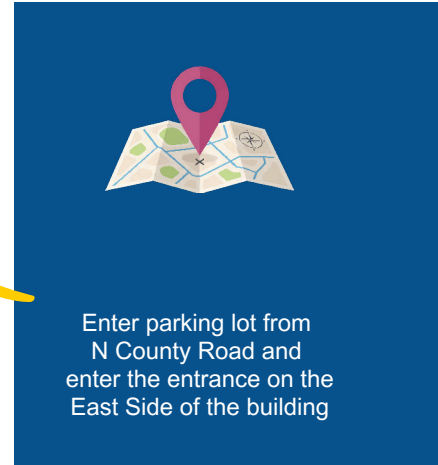 Enter parking lot from
N County Road and
enter the entrance on the
East Side of the building